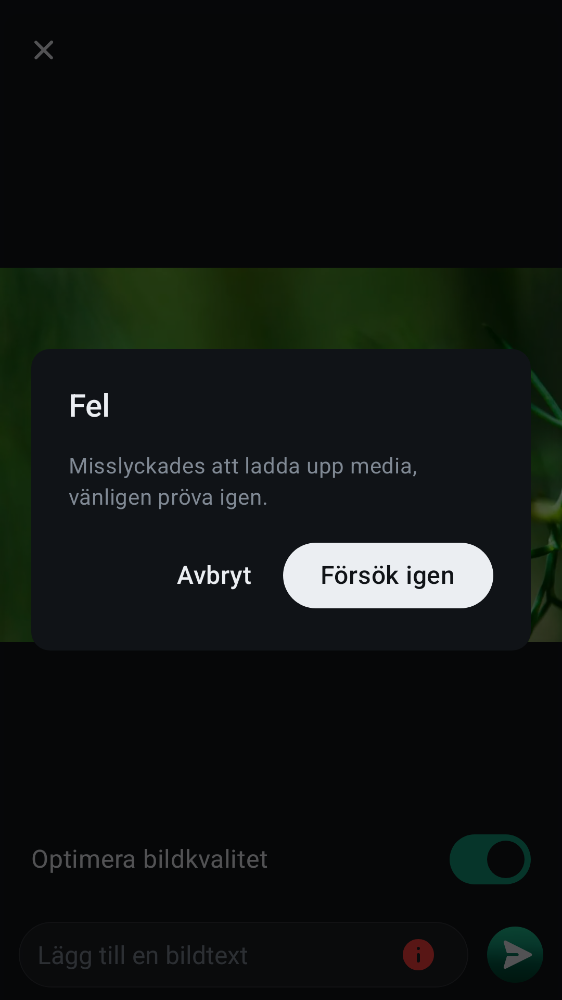 Fel
Misslyckades att ladda upp media,
vänligen pröva igen.
Avbryt
Försök igen
Optimera bildkvalitet
Lägg till en bildtext